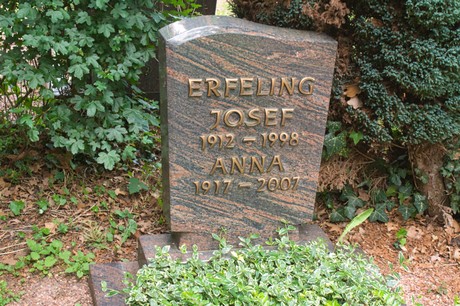 ERFELING
JOSEF
1912 - 1998
ANNA
1917 - 2007